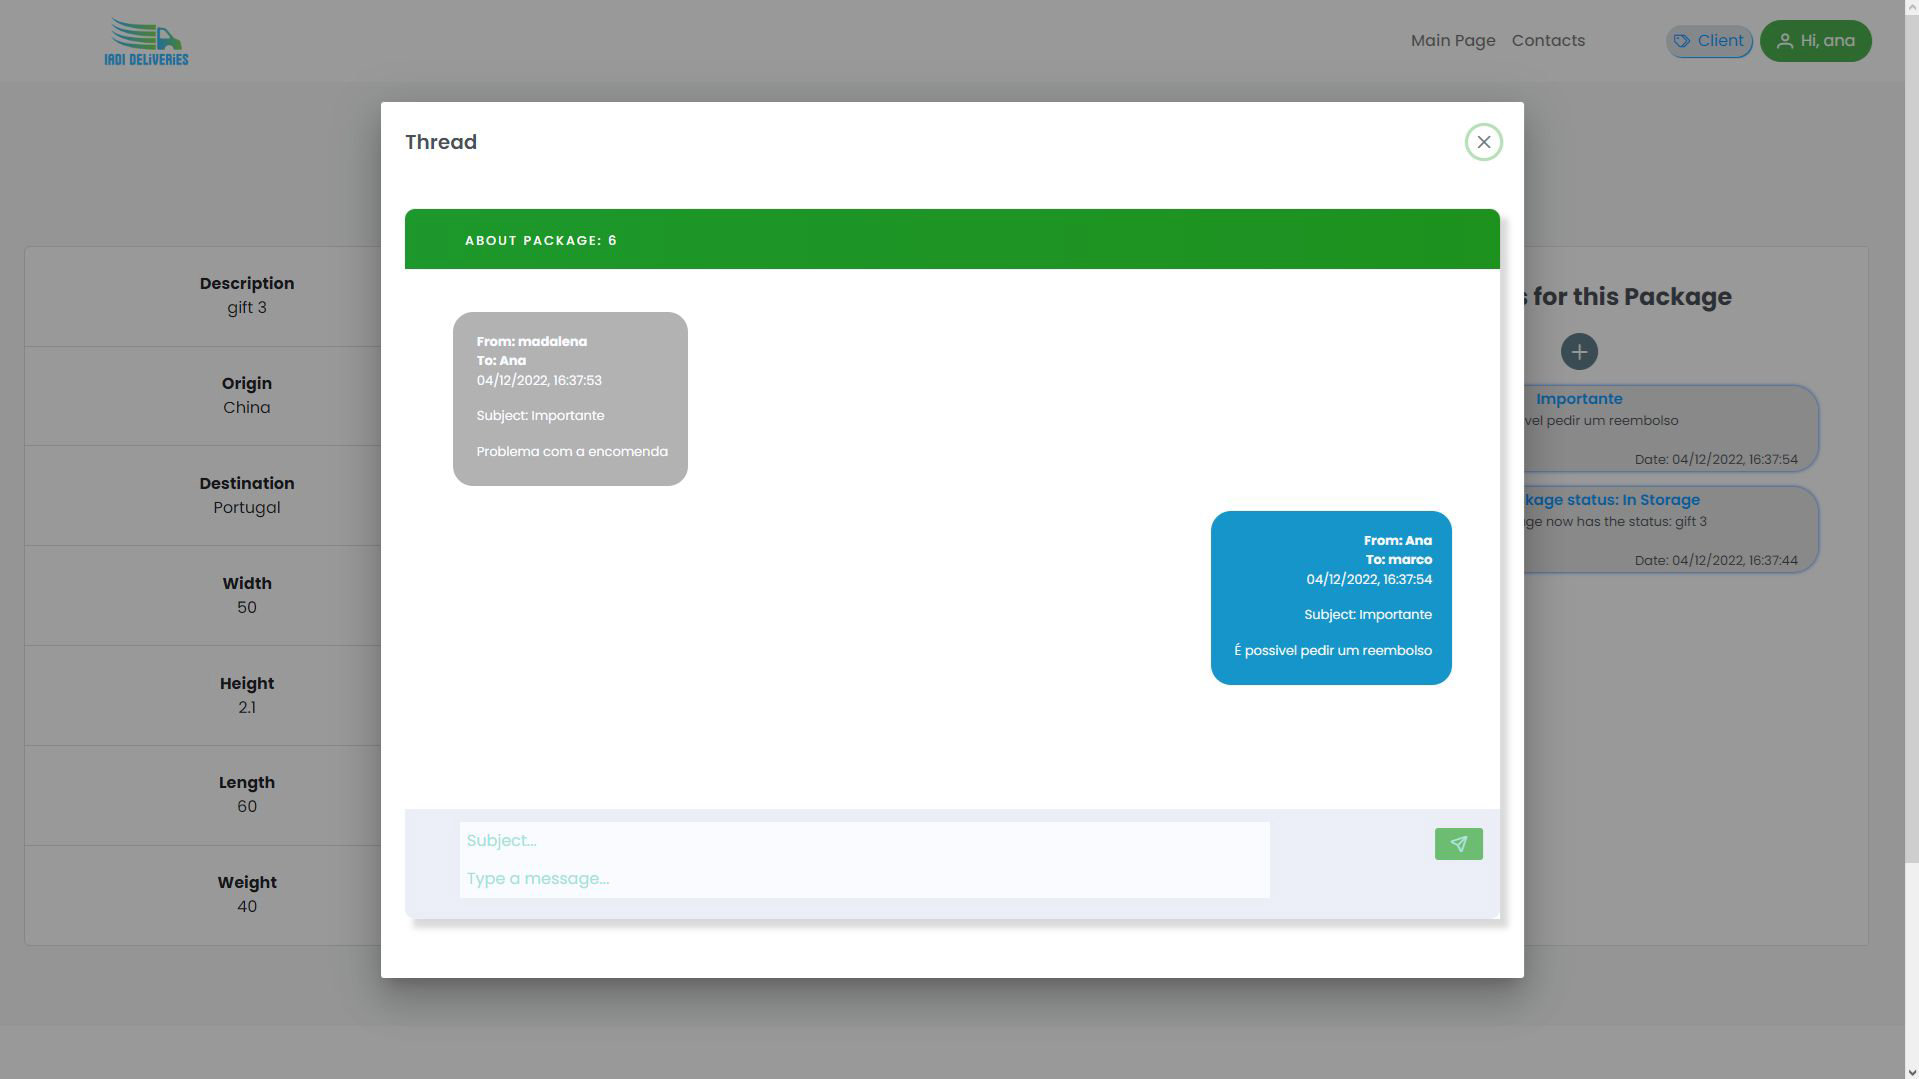 IADI DELiVERiES
Main Page
Contacts
Client
Hi, ana
Thread
ABOUT PACKAGE: 6
From: madalena
To: Ana
04/12/2022, 16:37:53
Subject: Importante
Problema com a encomenda
From: Ana
To: marco
04/12/2022, 16:37:54
Subject: Importante
É possivel pedir um reembolso
Subject...
Type a message...
Description
gift 3
Origin
China
Destination
Portugal
Width
50
Height
2.1
Length
60
Weight
40
for this Package
Importante
pedir um reembolso
Date: 04/12/2022, 16:37:54
status: In Storage
now has the status: gift 3
Date: 04/12/2022, 16:37:44